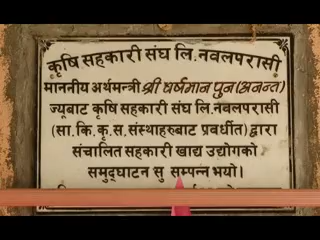 कृषि सहकारी संघ लि.नवलपरासी
माननीय अर्थमन्त्री श्री वर्षमान पुन (अनन्त)
ज्यूबाट कृषि सहकारी संघ लि.नवलपरासी
(सा.कि.कृ.स.संस्थाहरुबाट प्रवर्धीत) द्वारा
संचालित सहकारी खाद्य उद्योगको
समुद्घाटन सु सम्पन्न भयो।